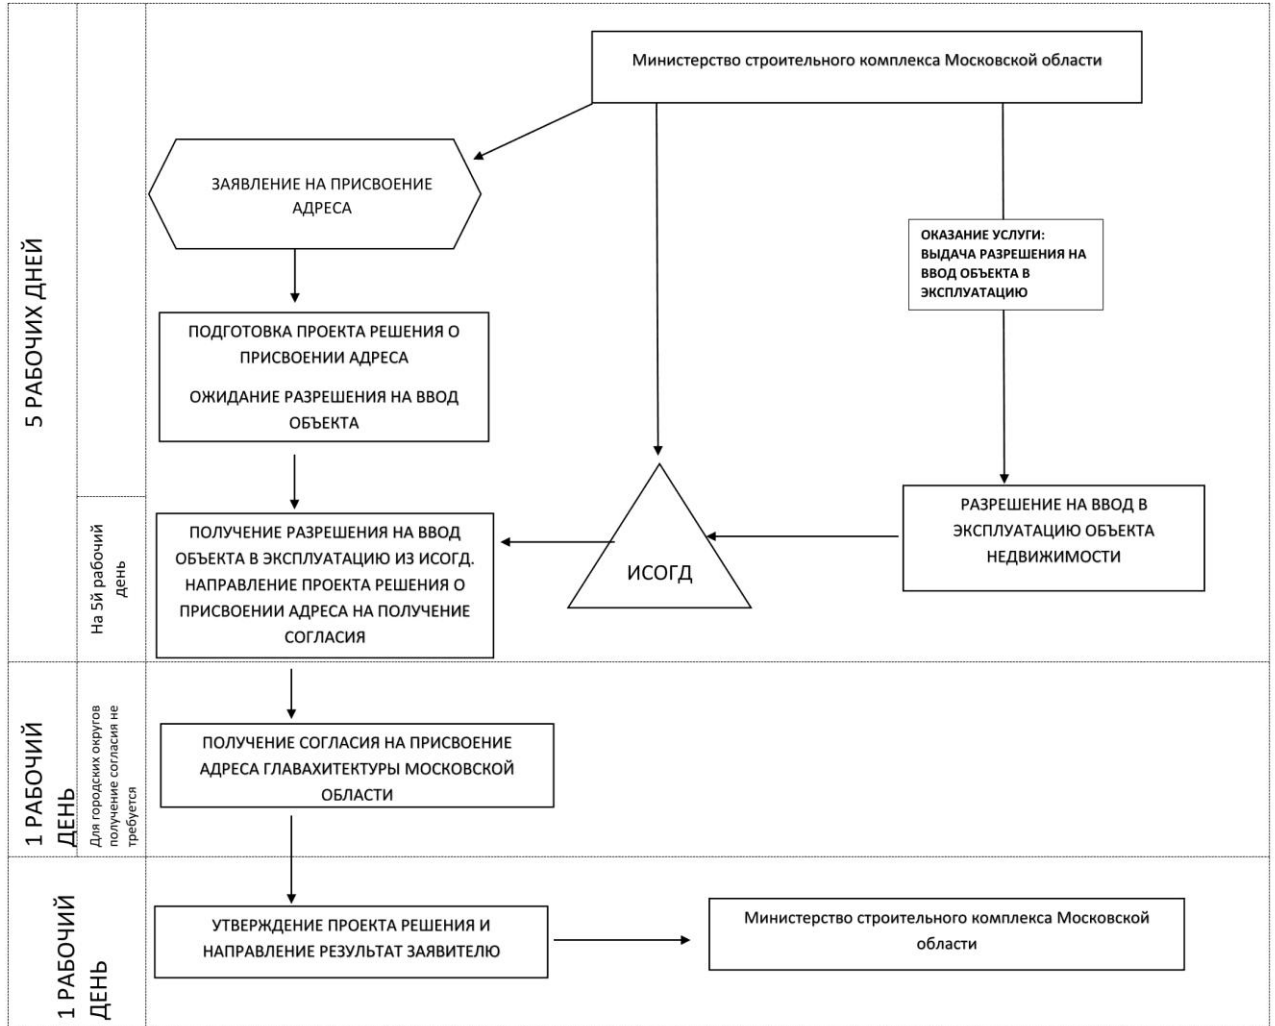 Министерство строительного комплекса Московской области
ЗАЯВЛЕНИЕ НА ПРИСВОЕНИЕ
АДРЕСА
ОКАЗАНИЕ УСЛУГИ:
ВЫДАЧА РАЗРЕШЕНИЯ НА
ВВОД ОБЪЕКТА В
ЭКСПЛУАТАЦИЮ
5 РАБОЧИХ ДНЕЙ
ПОДГОТОВКА ПРОЕКТА РЕШЕНИЯ О
ПРИСВОЕНИИ АДРЕСА
ОЖИДАНИЕ РАЗРЕШЕНИЯ НА ВВОД
ОБЪЕКТА
На 5й рабочий
день
ПОЛУЧЕНИЕ РАЗРЕШЕНИЯ НА ВВОД
ОБЪЕКТА В ЭКСПЛУАТАЦИЮ ИЗ ИСОГД.
НАПРАВЛЕНИЕ ПРОЕКТА РЕШЕНИЯ О
ПРИСВОЕНИИ АДРЕСА НА ПОЛУЧЕНИЕ
СОГЛАСИЯ
ИСОГД
РАЗРЕШЕНИЕ НА ВВОД В
ЭКСПЛУАТАЦИЮ ОБЪЕКТА
НЕДВИЖИМОСТИ
1 РАБОЧИЙ
ДЕНЬ
Для городских округов
получение согласия не
требуется
ПОЛУЧЕНИЕ СОГЛАСИЯ НА ПРИСВОЕНИЕ
АДРЕСА ГЛАВАХИТЕКТУРЫ МОСКОВСКОЙ
ОБЛАСТИ
1 РАБОЧИЙ
ДЕНЬ
УТВЕРЖДЕНИЕ ПРОЕКТА РЕШЕНИЯ И
НАПРАВЛЕНИЕ РЕЗУЛЬТАТ ЗАЯВИТЕЛЮ
Министерство строительного комплекса Московской
области